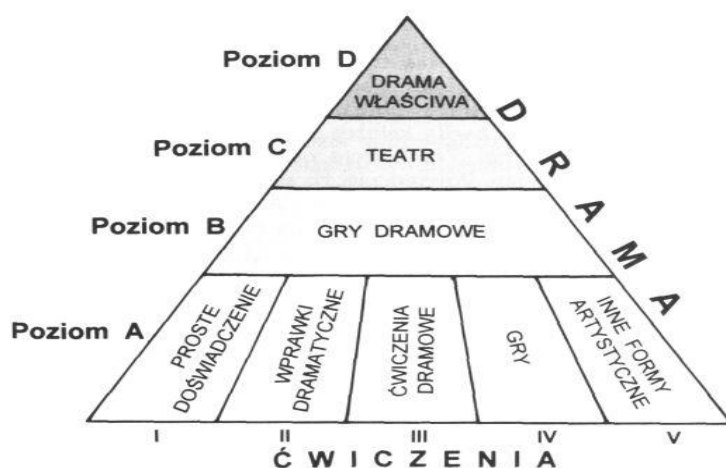 Poziom D
DRAMA
WŁAŚCIWA
Poziom C
TEATR
Poziom B
GRY DRAMOWE
Poziom A
PROSTE
DOŚWIADCZENIE
WPRAWKI
DRAMATYCZNE
ĆWICZENIA
DRAMOWE
GRY
INNE FORMY
ARTYSTYCZNE
DRAMA
I II III IV V
ĆWICZENIA